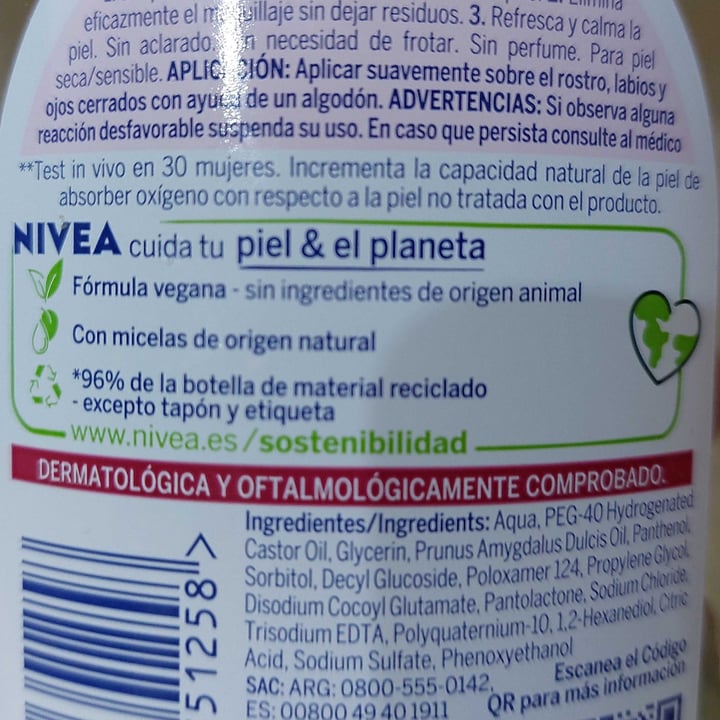 eficazmente el maquillaje sin dejar residuos. 3. Refresca y calma la
piel. Sin aclarado. Sin necesidad de frotar. Sin perfume. Para piel
seca/sensible. APLICACIÓN: Aplicar suavemente sobre el rostro, labios y
ojos cerrados con ayuda de un algodón. ADVERTENCIAS: Si observa alguna
reacción desfavorable suspenda su uso. En caso que persista consulte al médico
**Test in vivo en 30 mujeres. Incrementa la capacidad natural de la piel de
absorber oxígeno con respecto a la piel no tratada con el producto.
NIVEA cuida tu piel & el planeta
Fórmula vegana - sin ingredientes de origen animal
Con micelas de origen natural
*96% de la botella de material reciclado
- excepto tapón y etiqueta
www.nivea.es/sostenibilidad
DERMATOLÓGICA Y OFTALMOLÓGICAMENTE COMPROBADO.
Ingredientes/Ingredients: Aqua, PEG-40 Hydrogenated
Castor Oil, Glycerin, Prunus Amygdalus Dulcis Oil, Panthenol,
Sorbitol, Decyl Glucoside, Poloxamer 124, Propylene Glycol,
Disodium Cocoyl Glutamate, Pantolactone, Sodium Chloride,
Trisodium EDTA, Polyquaternium-10, 1,2-Hexanediol, Citric
Acid, Sodium Sulfate, Phenoxyethanol
SAC: ARG: 0800-555-0142,
ES: 00800 49 40 1911
Escanea el Código
QR para más información
51258 >